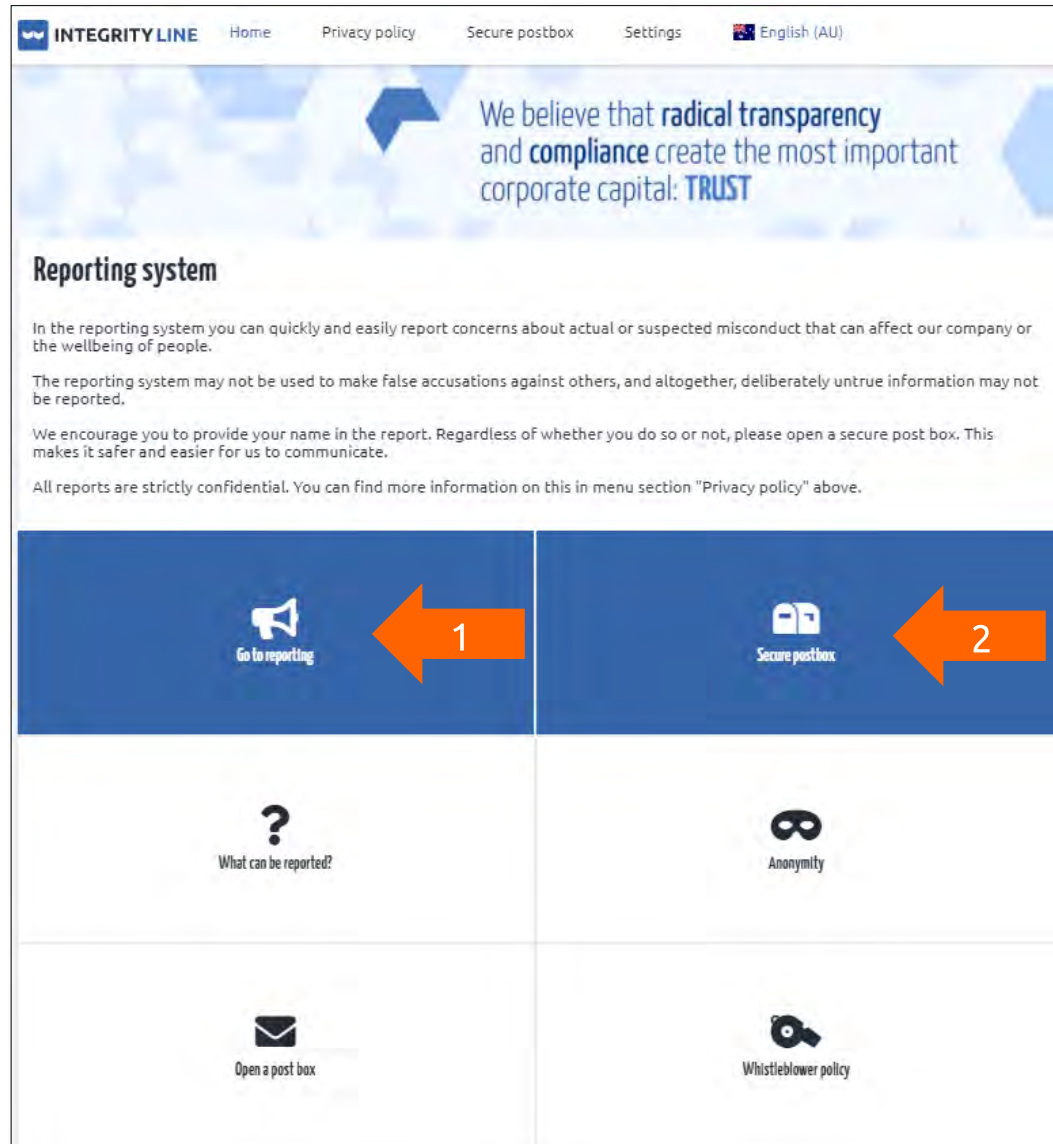 INTEGRITY LINE Home Privacy policy Secure postbox Settings English (AU)
We believe that radical transparency
and compliance create the most important
corporate capital: TRUST
Reporting system
In the reporting system you can quickly and easily report concerns about actual or suspected misconduct that can affect our company or
the wellbeing of people.
The reporting system may not be used to make false accusations against others, and altogether, deliberately untrue information may not
be reported.
We encourage you to provide your name in the report. Regardless of whether you do so or not, please open a secure post box. This
makes it safer and easier for us to communicate.
All reports are strictly confidential. You can find more information on this in menu section "Privacy policy" above.
Go to reporting
1
Secure postbox
2
What can be reported?
Anonymity
Open a post box
Whistleblower policy